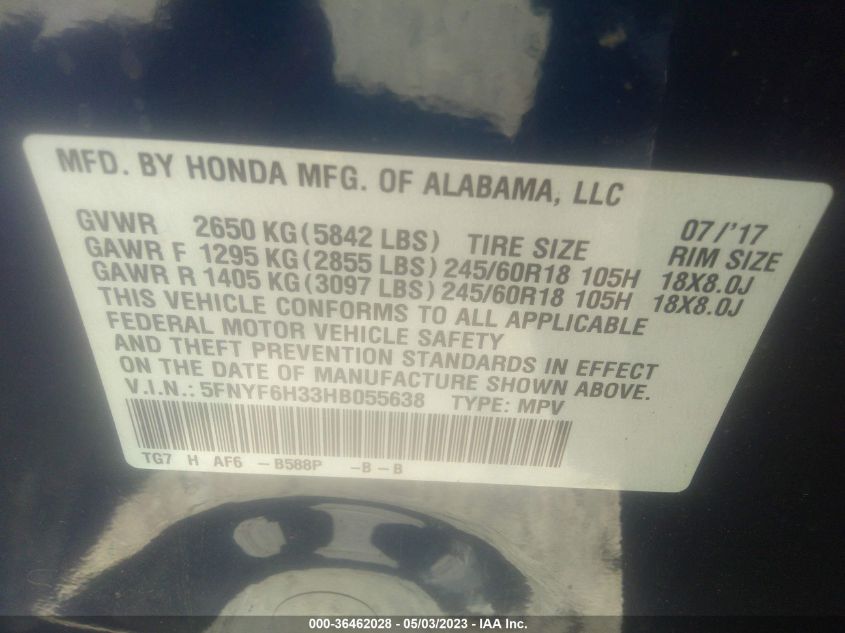 MFD. BY HONDA MFG. OF ALABAMA, LLC
07/'17
GVWR 2650 KG (5842 LBS) TIRE SIZE RIM SIZE
GAWR F 1295 KG (2855 LBS) 245/60R18 105H 18X8.0J
GAWR R 1405 KG (3097 LBS) 245/60R18 105H 18X8.0J
THIS VEHICLE CONFORMS TO ALL APPLICABLE
FEDERAL MOTOR VEHICLE SAFETY
AND THEFT PREVENTION STANDARDS IN EFFECT
ON THE DATE OF MANUFACTURE SHOWN ABOVE.
V.I.N.: 5FNYF6H33HB055638 TYPE: MPV
TG7 H AF6 -B588P -B-B
000-36462028 - 05/03/2023 - IAA Inc.